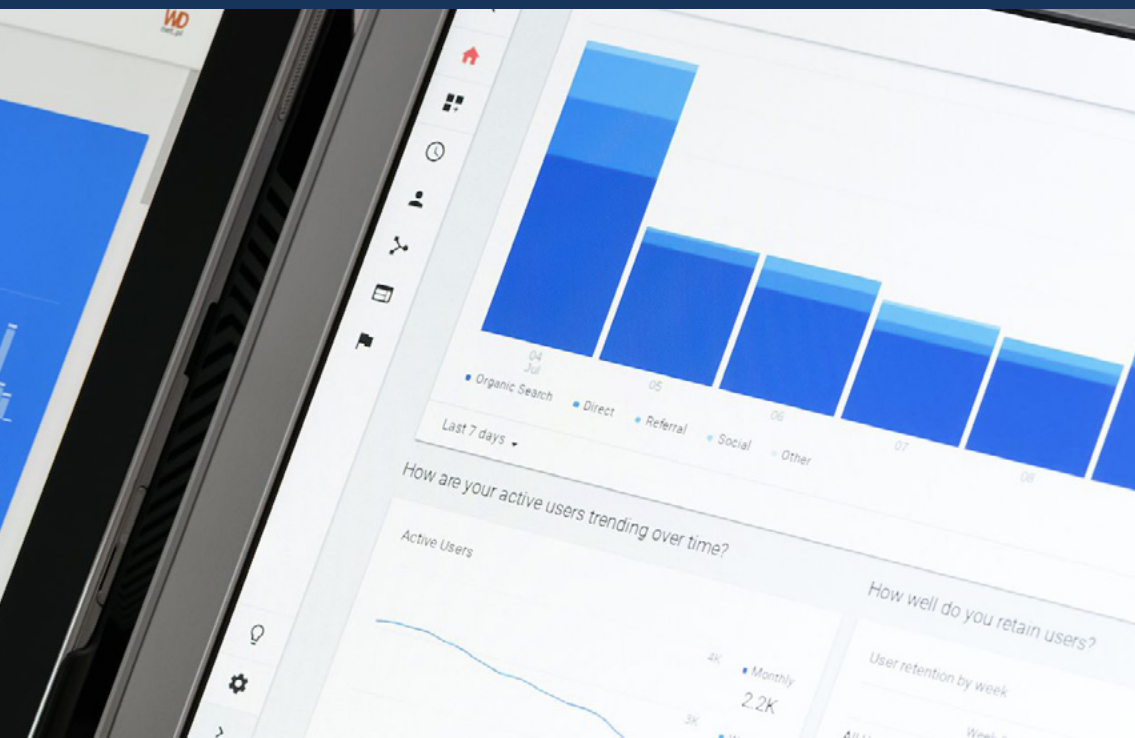 WD
04
Jul
05
06
07
08
Organic Search
Direct
Referral
Social
Other
Last 7 days
How are your active users trending over time?
Active Users
4K
Monthly
2.2K
3K
How well do you retain users?
User retention by week